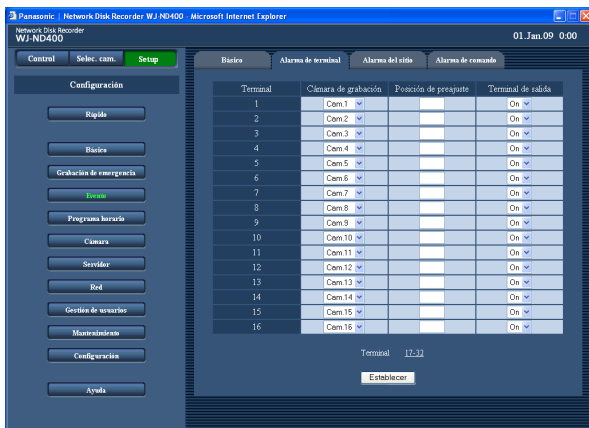 Panasonic | Network Disk Recorder WJ-ND400 - Microsoft Internet Explorer
Network Disk Recorder
WJ-ND400
01.Jan.09 0:00
Control Selec. cam. Setup
Configuración
Rápido
Básico
Grabación de emergencia
Evento
Programa horario
Cámara
Servidor
Red
Gestión de usuarios
Mantenimiento
Configuración
Ayuda
Básico Alarma de terminal Alarma del sitio Alarma de comando
Terminal Cámara de grabación Posición de preajuste Terminal de salida
1 Cam.1 On
2 Cam.2 On
3 Cam.3 On
4 Cam.4 On
5 Cam.5 On
6 Cam.6 On
7 Cam.7 On
8 Cam.8 On
9 Cam.9 On
10 Cam.10 On
11 Cam.11 On
12 Cam.12 On
13 Cam.13 On
14 Cam.14 On
15 Cam.15 On
16 Cam.16 On
Terminal 17-32
Establecer